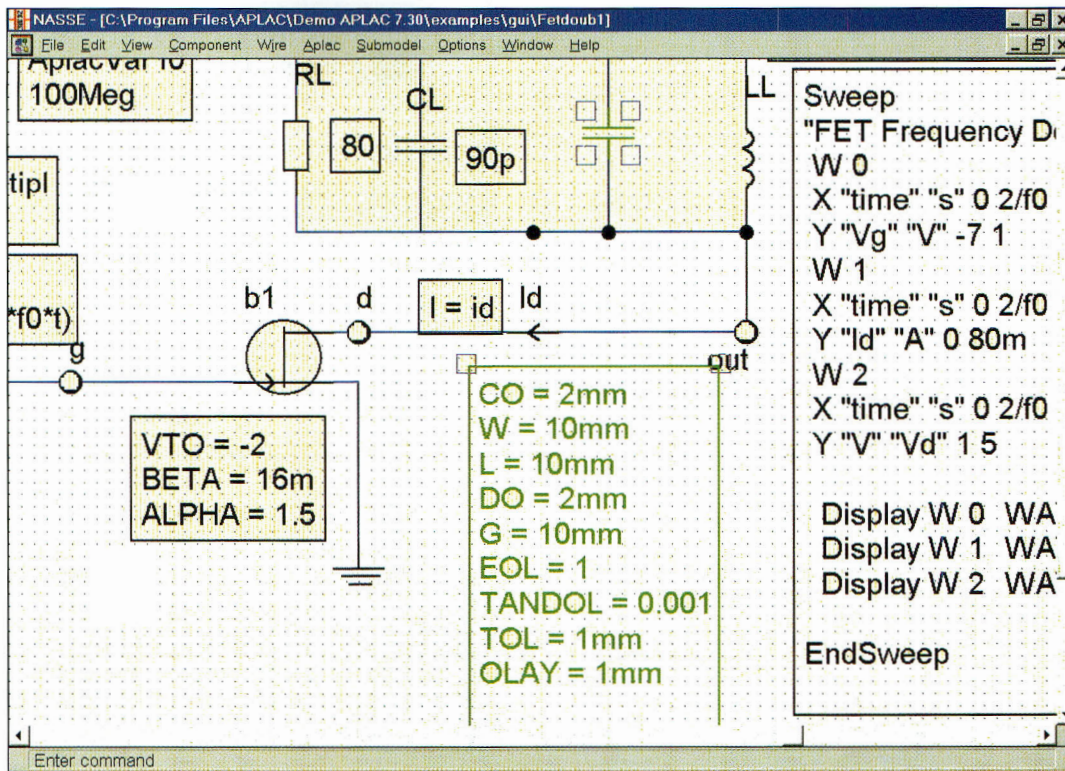 NASSE - [C:\Program Files\APLAC\Demo APLAC 7.30\examples\gui\Fetdoub1]
File Edit View Component Wire Aplac Submodel Options Window Help
AplacVar f0
100Meg
RL
80
CL
90p
LL
tipl
*f0*t)
g
b1
d
I = id
Id
out
VTO = -2
BETA = 16m
ALPHA = 1.5
CO = 2mm
W = 10mm
L = 10mm
DO = 2mm
G = 10mm
EOL = 1
TANDOL = 0.001
TOL = 1mm
OLAY = 1mm
Sweep
"FET Frequency Do
W 0
X "time" "s" 0 2/f0
Y "Vg" "V" -7 1
W 1
X "time" "s" 0 2/f0
Y "Id" "A" 0 80m
W 2
X "time" "s" 0 2/f0
Y "V" "Vd" 1 5
Display W 0 WA
Display W 1 WA
Display W 2 WA
EndSweep
Enter command